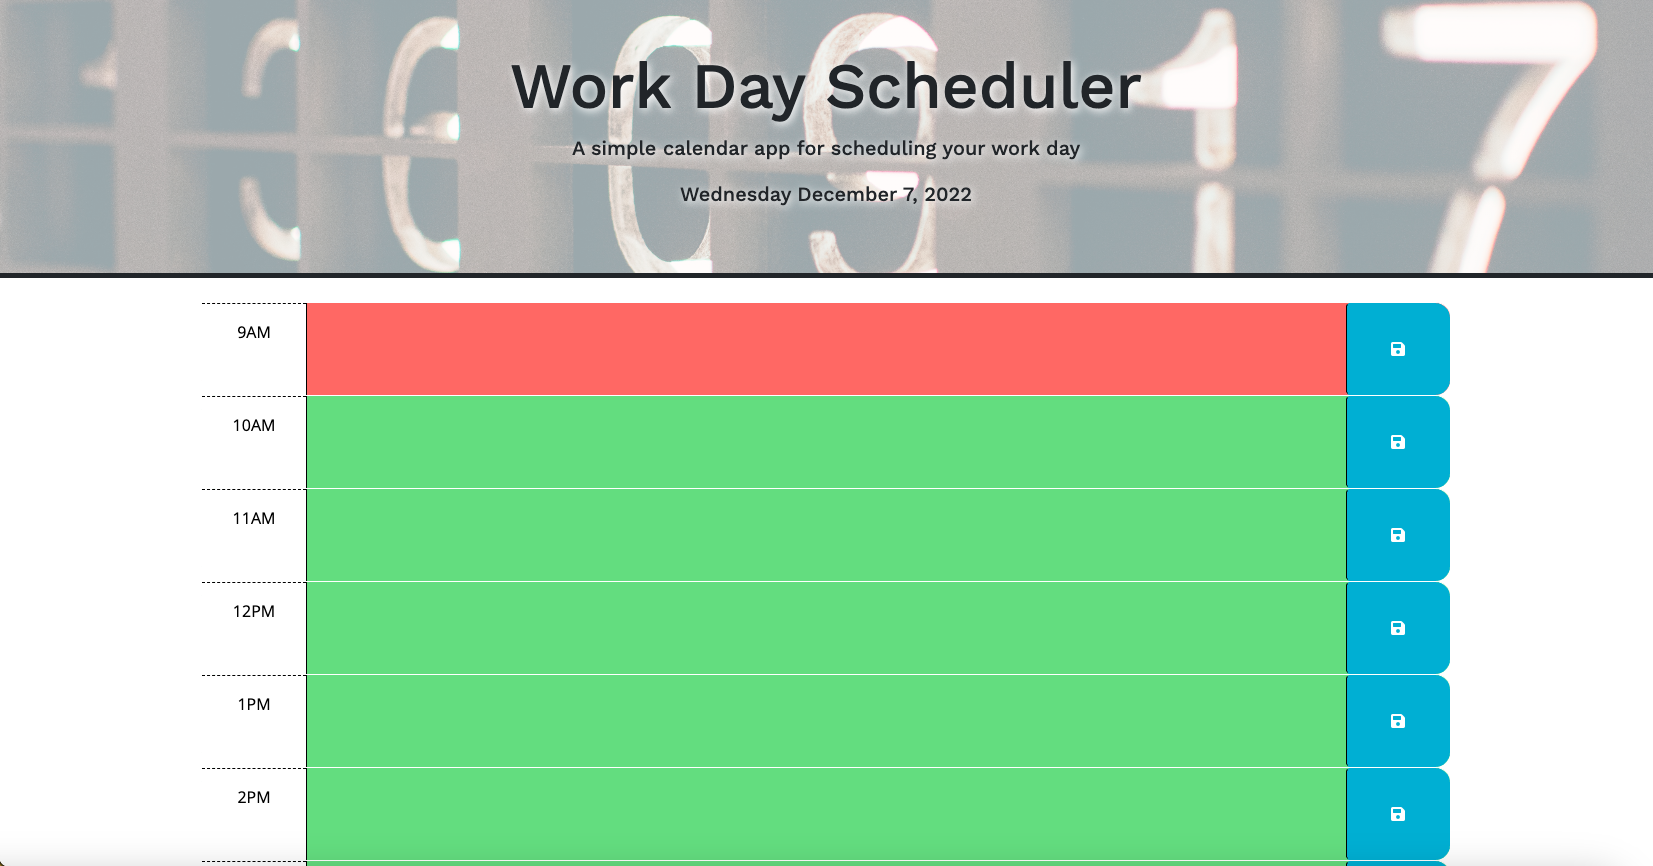 Work Day Scheduler
A simple calendar app for scheduling your work day
Wednesday December 7, 2022
9AM
10AM
11AM
12PM
1PM
2PM